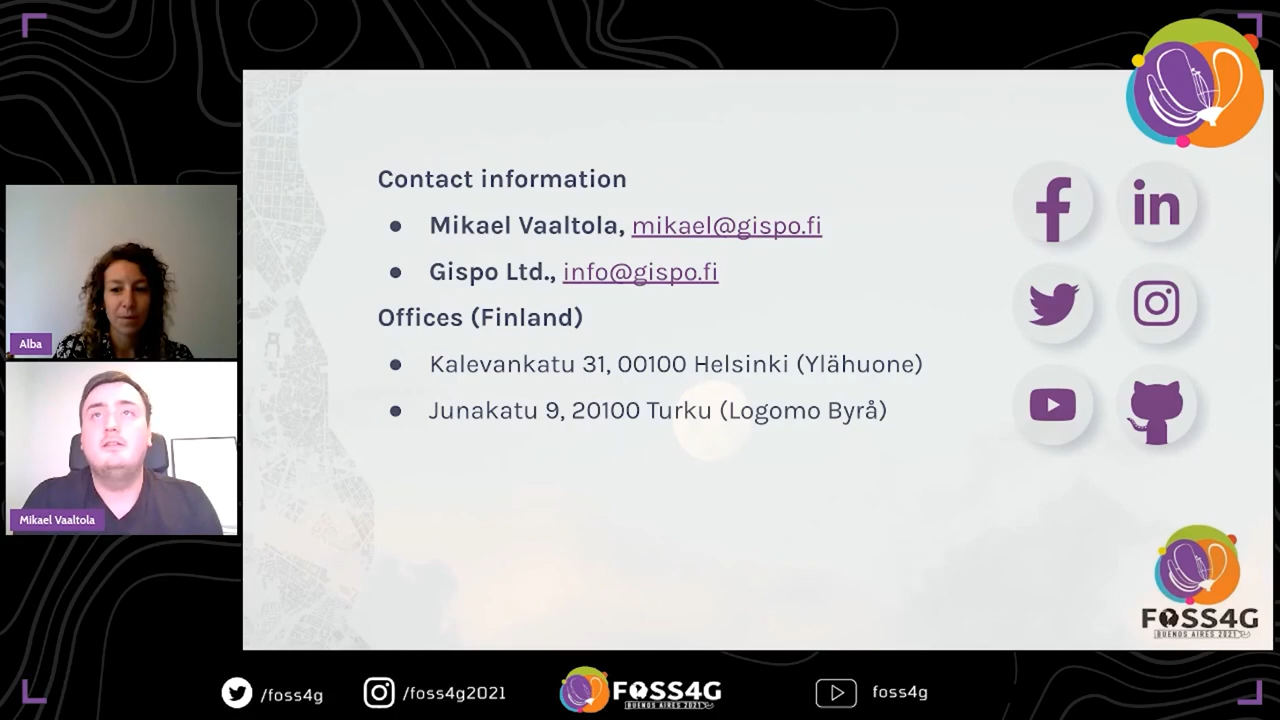 Contact information
● Mikael Vaaltola, mikael@gispo.fi
● Gispo Ltd., info@gispo.fi
Offices (Finland)
● Kalevankatu 31, 00100 Helsinki (Ylähuone)
● Junakatu 9, 20100 Turku (Logomo Byrå)
in
Alba
Mikael Vaaltola
FOSS4G
BUENOS AIRES 2021
/foss4g
/foss4g2021
FOSS4G
BUENOS AIRES 2021
foss4g